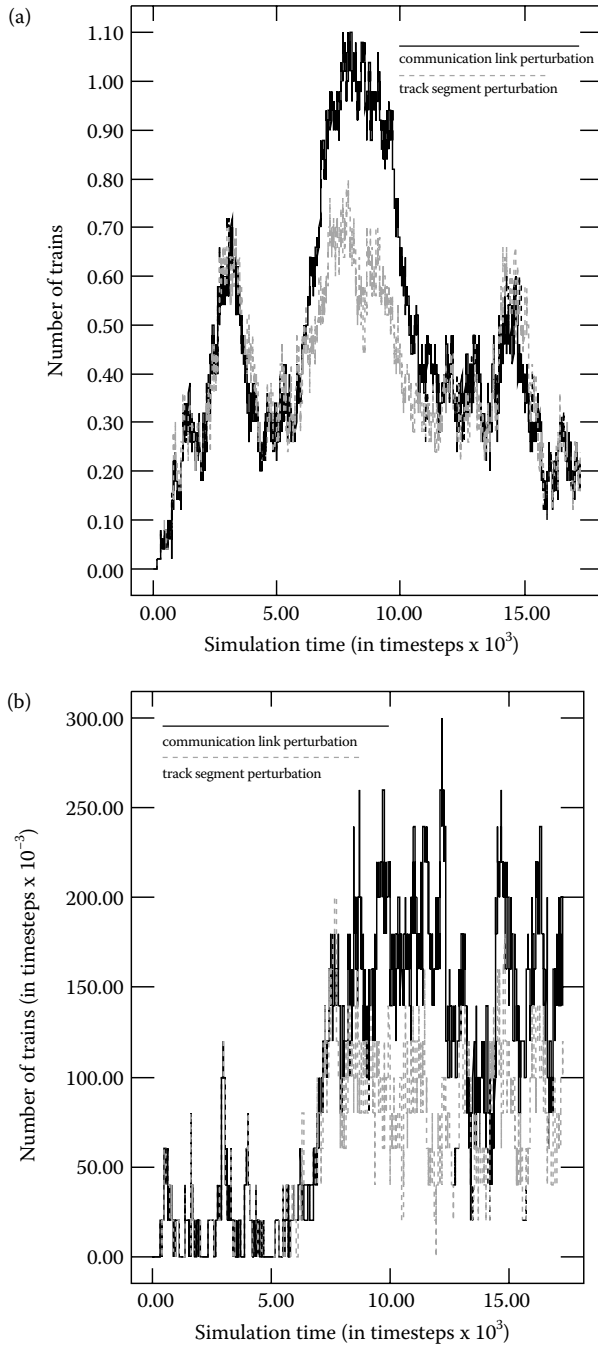 (a)
1.10
1.00
0.90
0.80
0.70
0.60
0.50
0.40
0.30
0.20
0.10
0.00
Number of trains
communication link perturbation
track segment perturbation
0.00 5.00 10.00 15.00
Simulation time (in timesteps x 10³)
(b)
300.00
250.00
200.00
150.00
100.00
50.00
0.00
Number of trains (in timesteps x 10⁻³)
communication link perturbation
track segment perturbation
0.00 5.00 10.00 15.00
Simulation time (in timesteps x 10³)